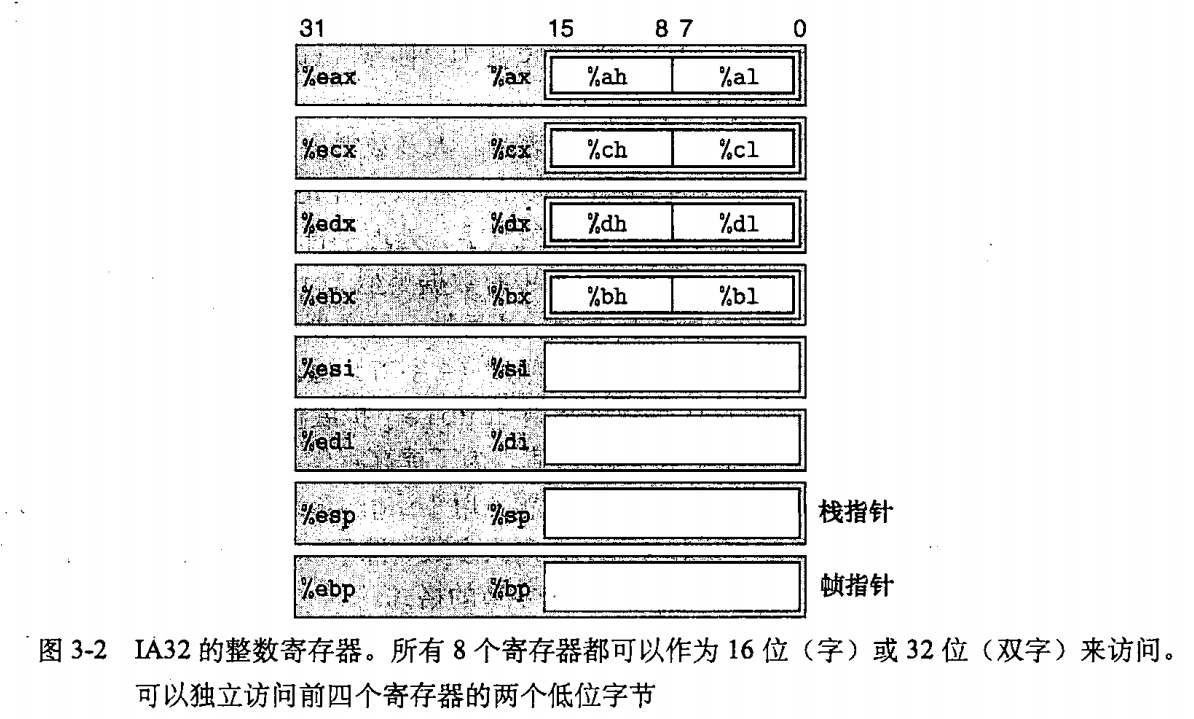 31 15 8 7 0
%eax %ax %ah %al
%ecx %cx %ch %cl
%edx %dx %dh %dl
%ebx %bx %bh %bl
%esi %si
%edi %di
%esp %sp 栈指针
%ebp %bp 帧指针
图 3-2 IA32 的整数寄存器。所有 8 个寄存器都可以作为 16 位（字）或 32 位（双字）来访问。
可以独立访问前四个寄存器的两个低位字节